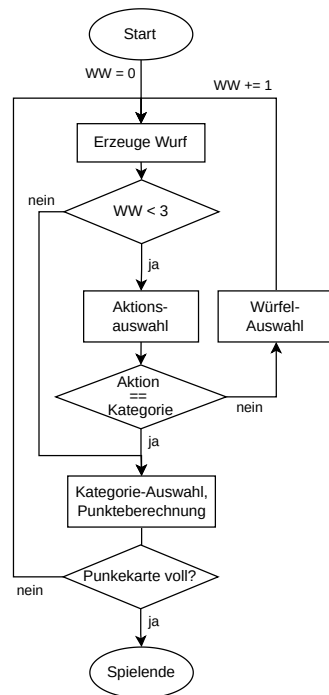 Start
WW = 0
WW += 1
Erzeuge Wurf
nein
WW < 3
ja
Aktions-
auswahl
Würfel-
Auswahl
Aktion
==
Kategorie
nein
ja
Kategorie-Auswahl,
Punkteberechnung
Punkekarte voll?
nein
ja
Spielende